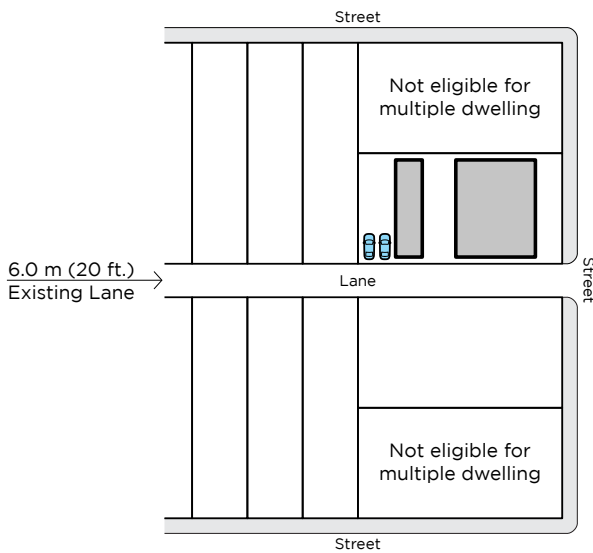 Street
Not eligible for
multiple dwelling
6.0 m (20 ft.)
Existing Lane
Lane
Street
Not eligible for
multiple dwelling
Street